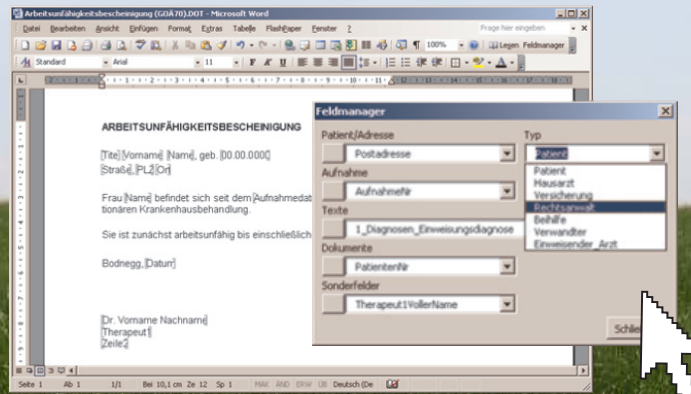 Arbeitsunfähigkeitsbescheinigung (GOÄ70).DOT - Microsoft Word
Datei Bearbeiten Ansicht Einfügen Format Extras Tabelle FlashPaper Fenster ?
Frage hier eingeben
100% Lesen Feldmanager
Standard Arial 11 F K U
ARBEITSUNFÄHIGKEITSBESCHEINIGUNG
[Titel] [Vorname] [Name], geb. [00.00.0000]
[Straße], [PLZ] [Ort]
Frau [Name] befindet sich seit dem [Aufnahmedat
tionären Krankenhausbehandlung.
Sie ist zunächst arbeitsunfähig bis einschließlich
Bodnegg, [Datum]
[Dr. Vorname Nachname]
[Therapeut1]
[Zeile2]
Seite 1 Ab 1 1/1 Bei 10,1 cm Ze 12 Sp 1 MAK ÄND ERW ÜB Deutsch (De
Feldmanager
Patient/Adresse Typ
Postadresse Patient
Aufnahme
AufnahmeNr
Texte
1_Diagnosen_Einweisungsdiagnose
Dokumente
PatientenNr
Sonderfelder
Therapeut1VollerName
Patient
Hausarzt
Versicherung
Rechtsanwalt
Beihilfe
Verwandter
Einweisender_Arzt
Schlie